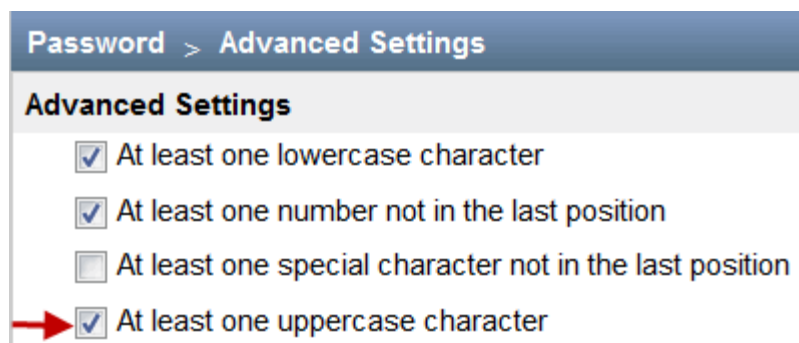 Password > Advanced Settings
Advanced Settings
At least one lowercase character
At least one number not in the last position
At least one special character not in the last position
At least one uppercase character